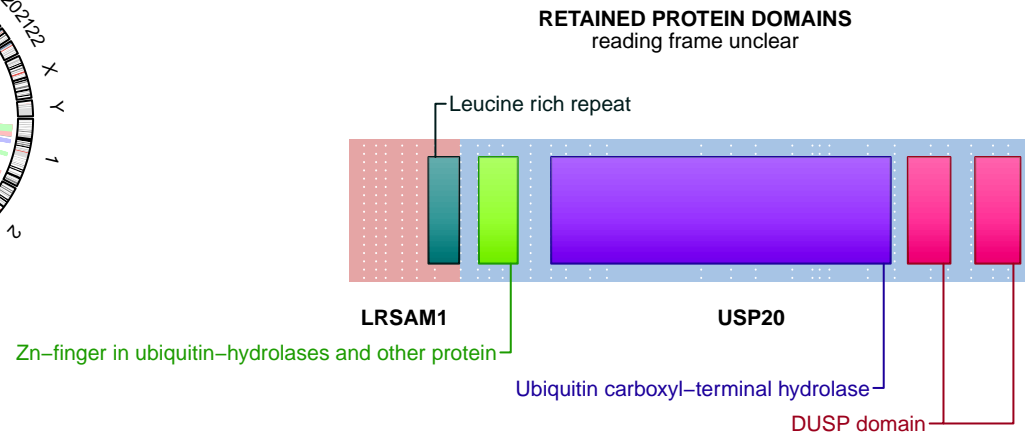 RETAINED PROTEIN DOMAINS
reading frame unclear
202122
X
Y
1
2
Leucine rich repeat
LRSAM1
USP20
Zn−finger in ubiquitin−hydrolases and other protein
Ubiquitin carboxyl−terminal hydrolase
DUSP domain